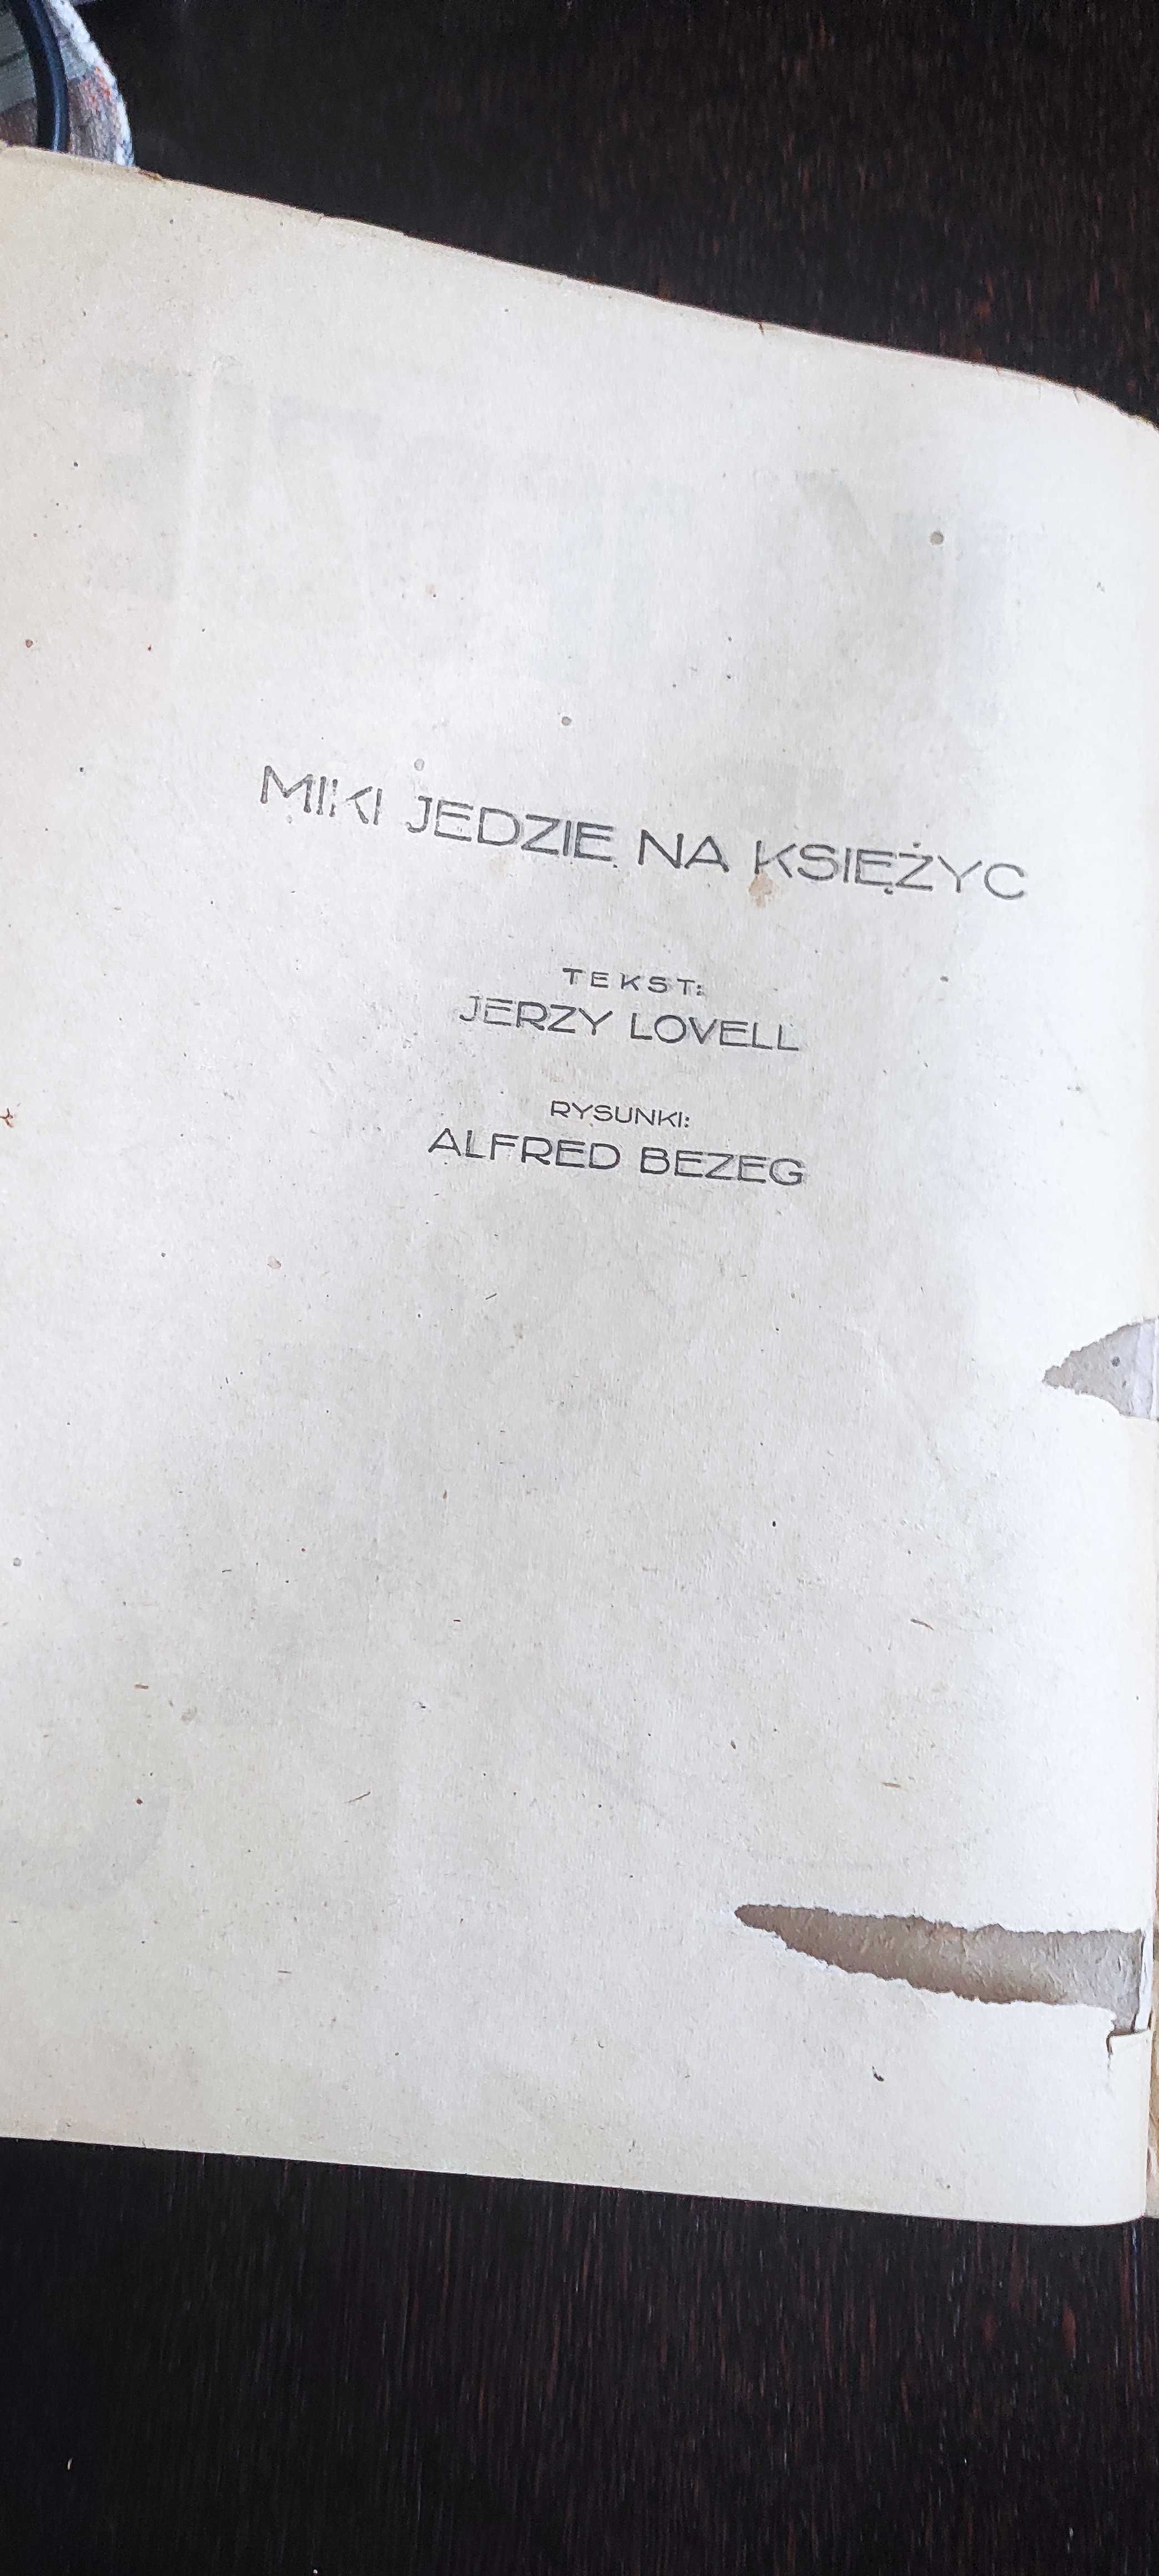 MIKI JEDZIE NA KSIĘŻYC
TEKST:
JERZY LOVELL
RYSUNKI:
ALFRED BEZEG